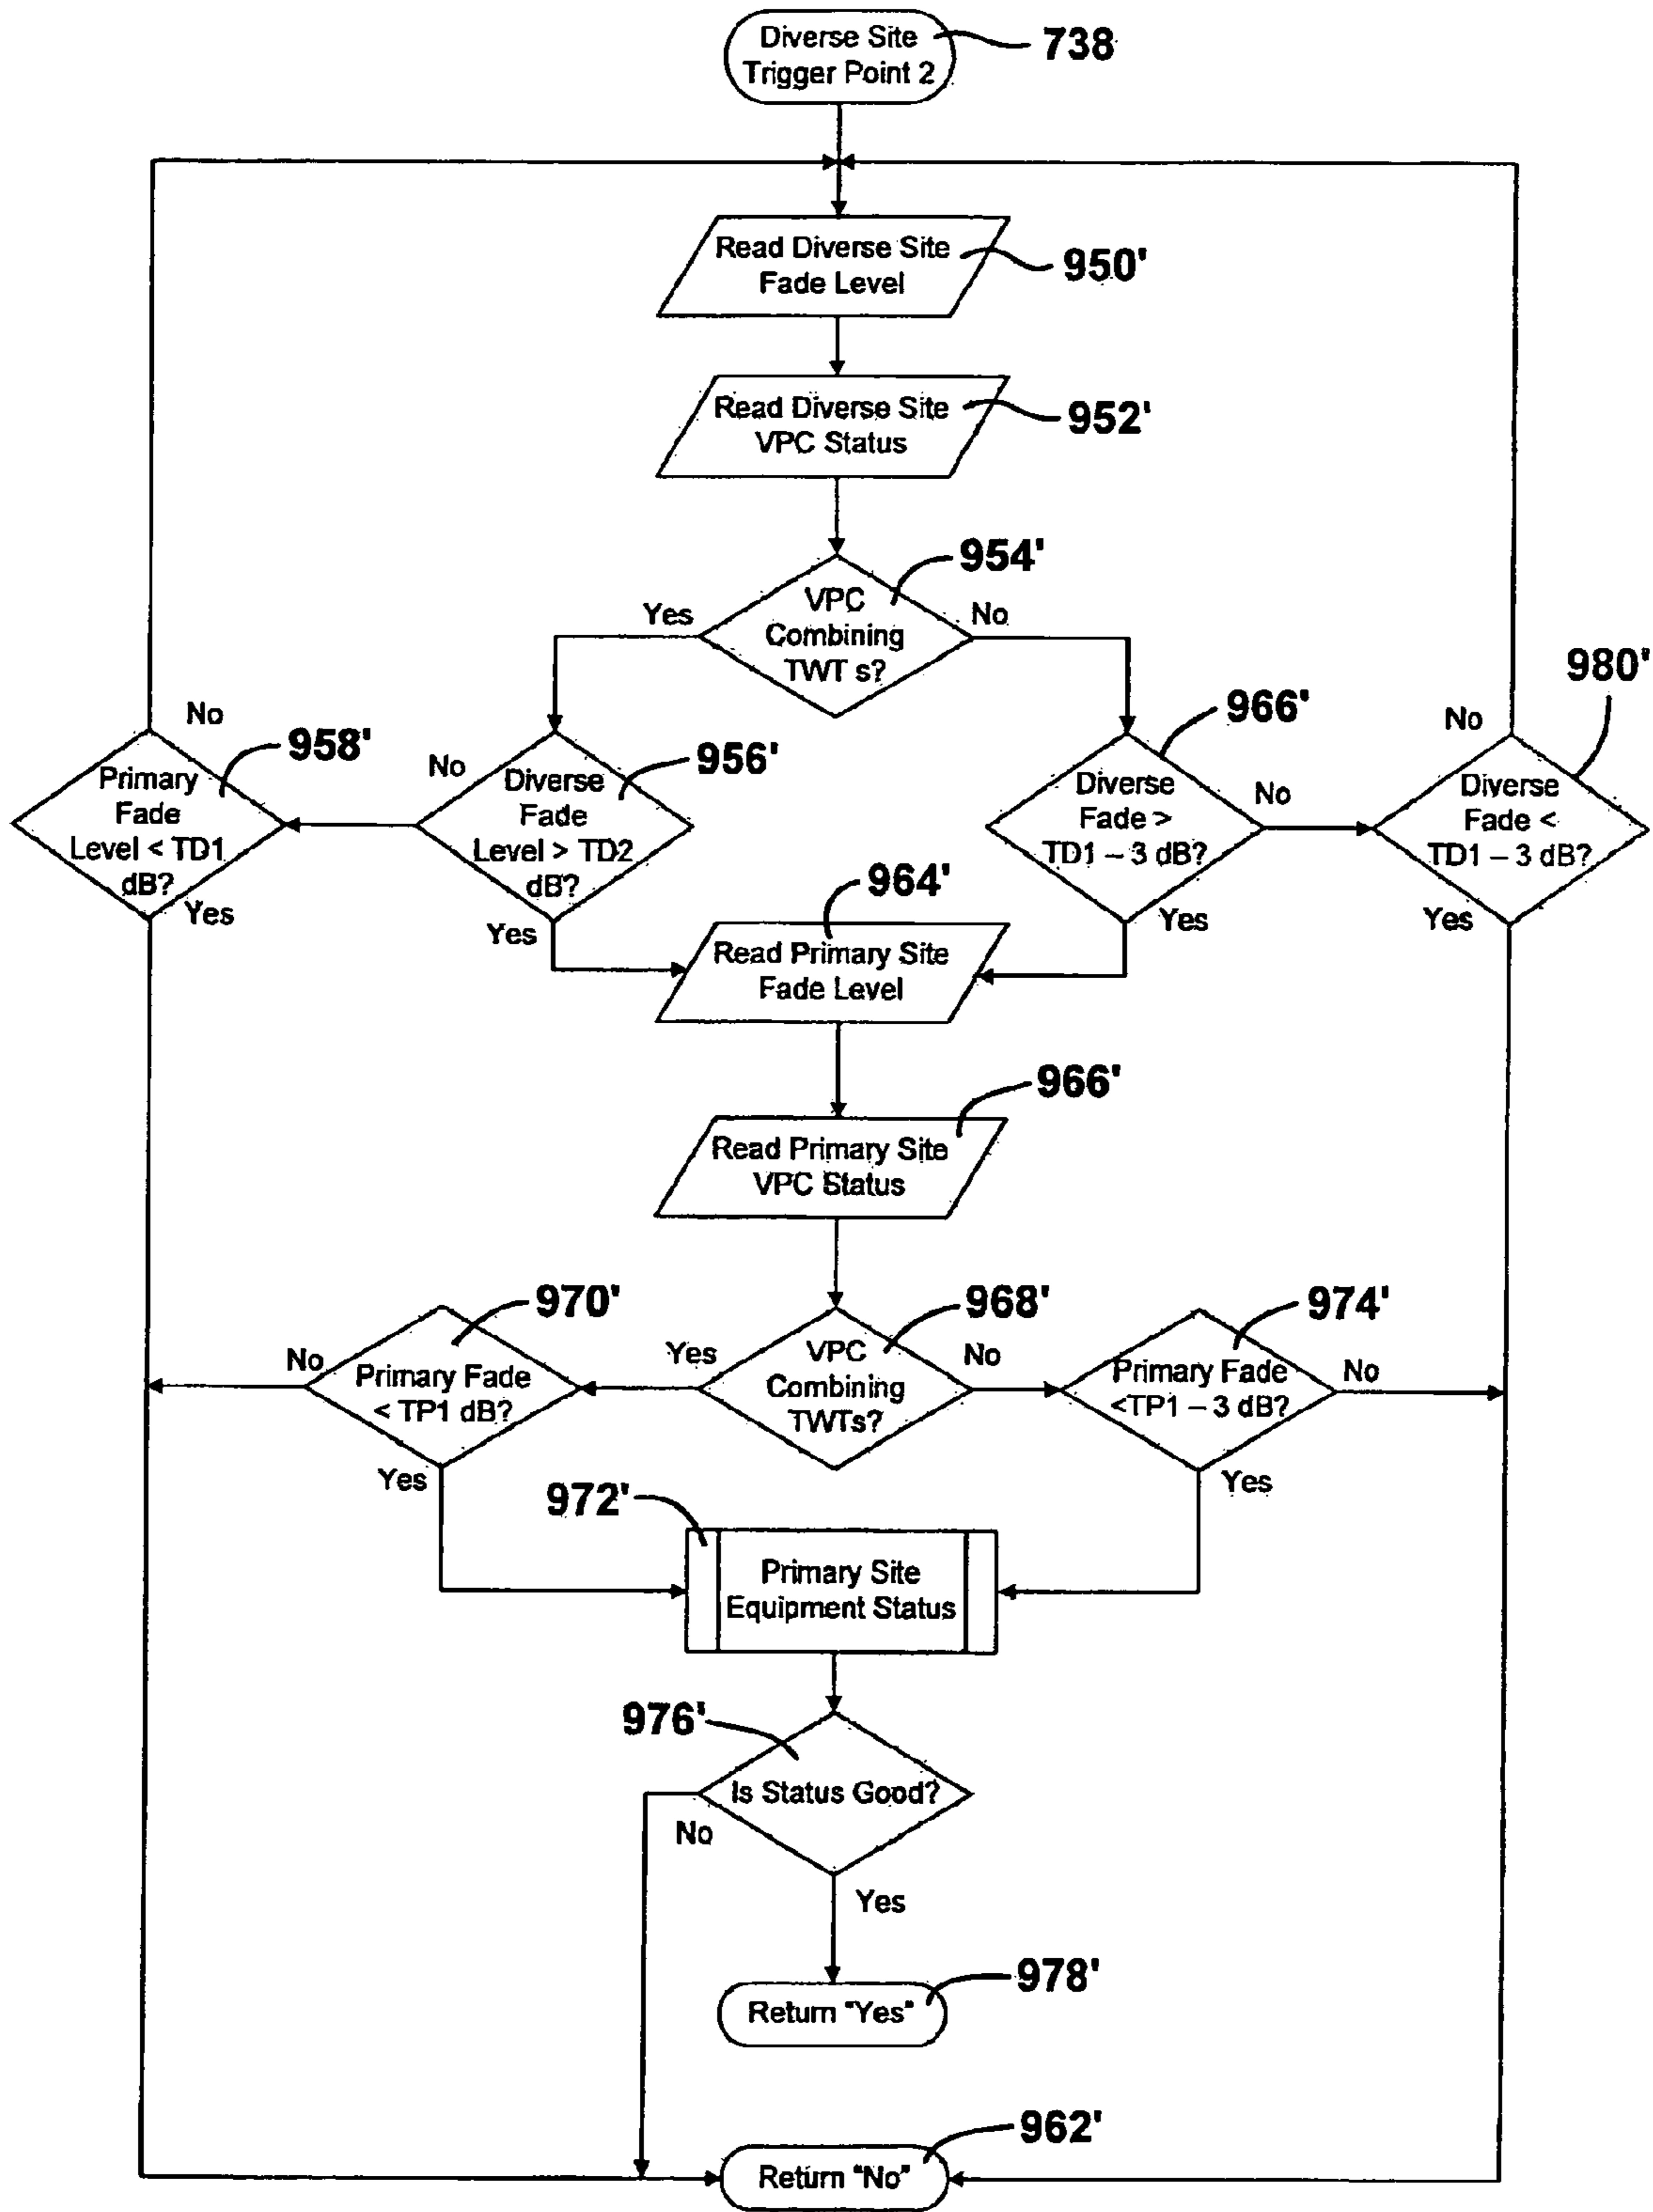 Diverse Site
Trigger Point 2
738
Read Diverse Site
Fade Level
950'
Read Diverse Site
VPC Status
952'
954'
VPC
Combining
TWT s?
Yes
No
980'
966'
No
958'
Primary
Fade
Level < TD1
dB?
Yes
No
956'
Diverse
Fade
Level > TD2
dB?
Yes
Diverse
Fade >
TD1 – 3 dB?
No
Yes
No
Diverse
Fade <
TD1 – 3 dB?
Yes
964'
Read Primary Site
Fade Level
966'
Read Primary Site
VPC Status
970'
968'
974'
No
Primary Fade
< TP1 dB?
Yes
VPC
Combining
TWTs?
No
Primary Fade
<TP1 – 3 dB?
No
Yes
Yes
972'
Primary Site
Equipment Status
976'
Is Status Good?
No
Yes
978'
Return "Yes"
962'
Return "No"